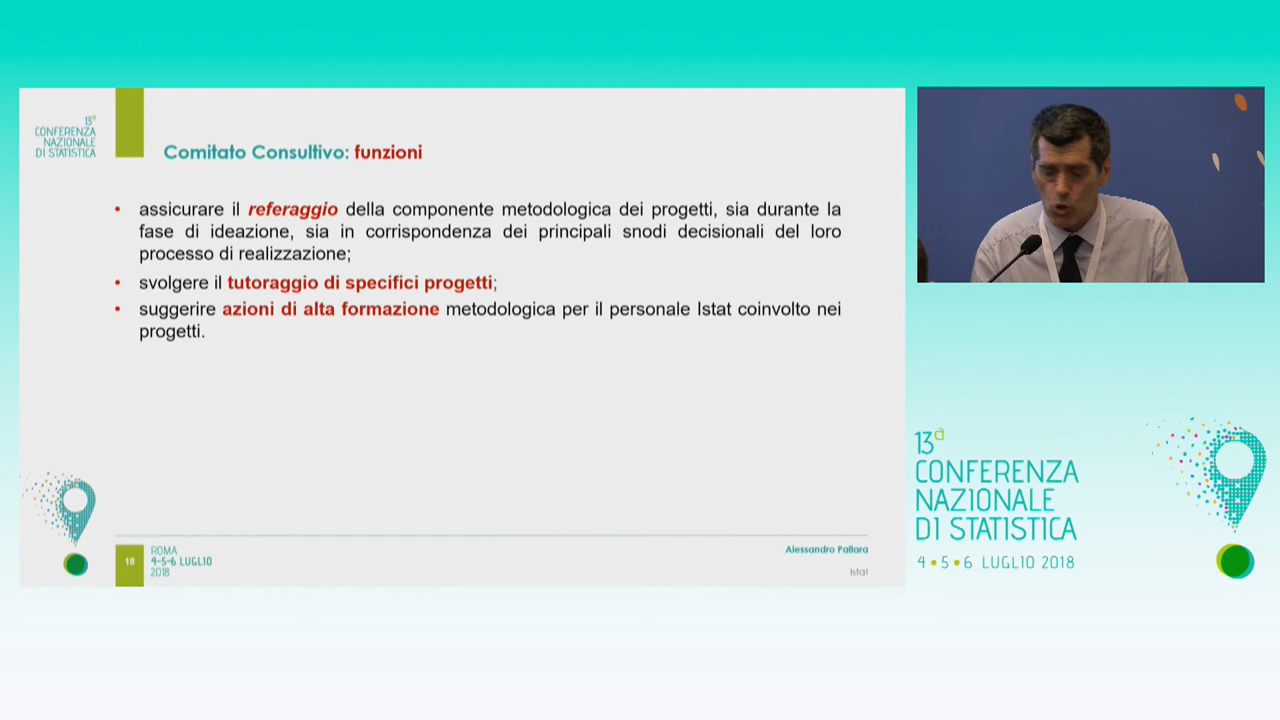 13a
CONFERENZA
NAZIONALE
DI STATISTICA
Comitato Consultivo: funzioni
• assicurare il referaggio della componente metodologica dei progetti, sia durante la
fase di ideazione, sia in corrispondenza dei principali snodi decisionali del loro
processo di realizzazione;
• svolgere il tutoraggio di specifici progetti;
• suggerire azioni di alta formazione metodologica per il personale Istat coinvolto nei
progetti.
18
ROMA
4-5-6 LUGLIO
2018
Alessandro Pallara
Istat
13a
CONFERENZA
NAZIONALE
DI STATISTICA
4•5•6 LUGLIO 2018